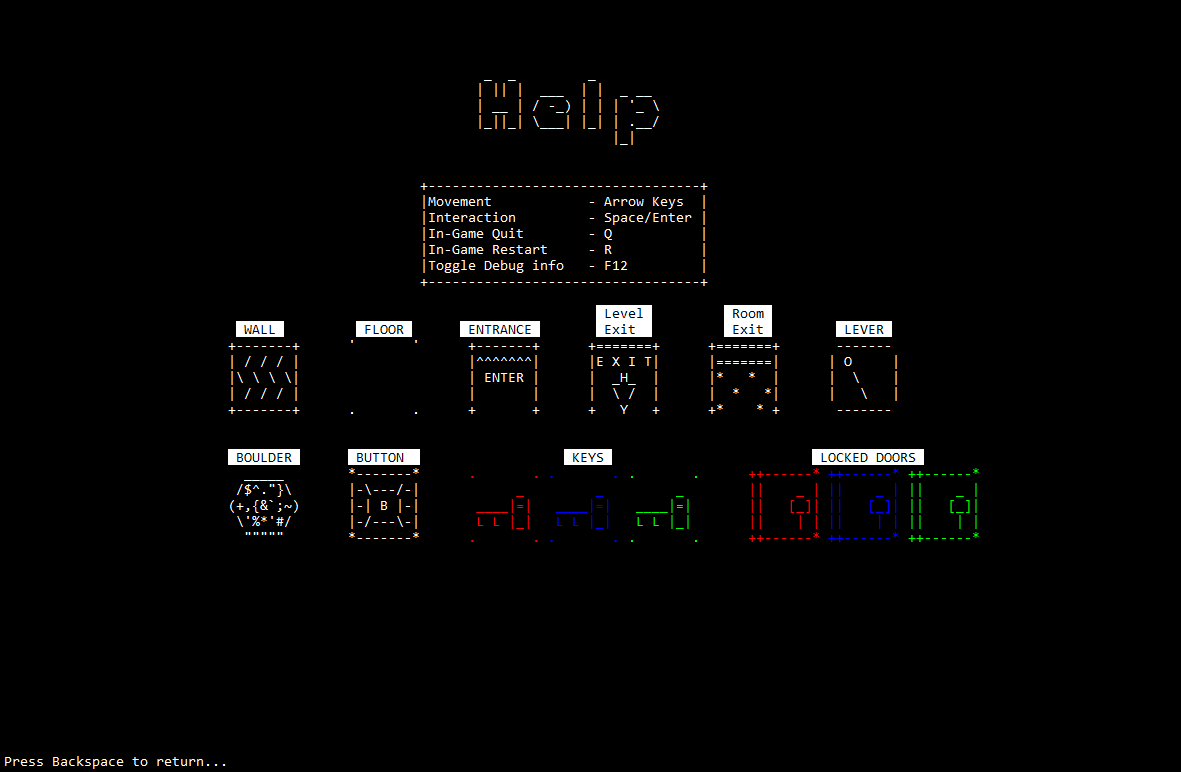 Help
Movement - Arrow Keys
Interaction - Space/Enter
In-Game Quit - Q
In-Game Restart - R
Toggle Debug info - F12
WALL FLOOR ENTRANCE Level Exit Room Exit LEVER
E X I T
ENTER
BOULDER BUTTON KEYS LOCKED DOORS
B
Press Backspace to return...